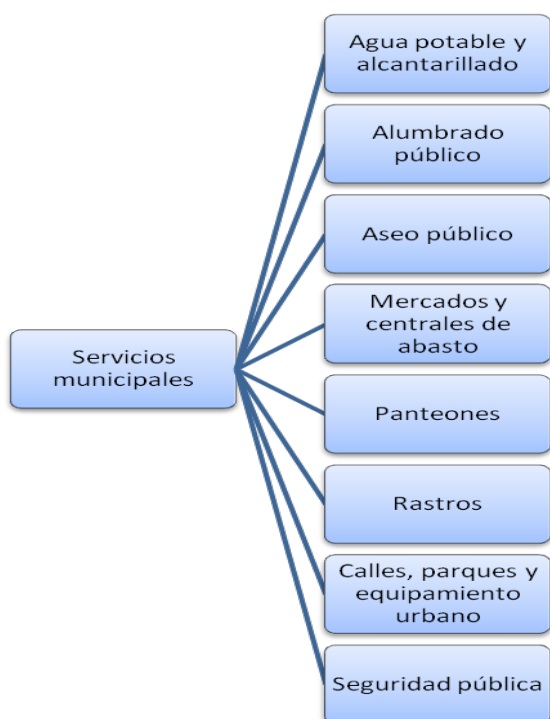 Agua potable y
alcantarillado
Alumbrado
público
Aseo público
Mercados y
centrales de
abasto
Servicios
municipales
Panteones
Rastros
Calles, parques y
equipamiento
urbano
Seguridad pública